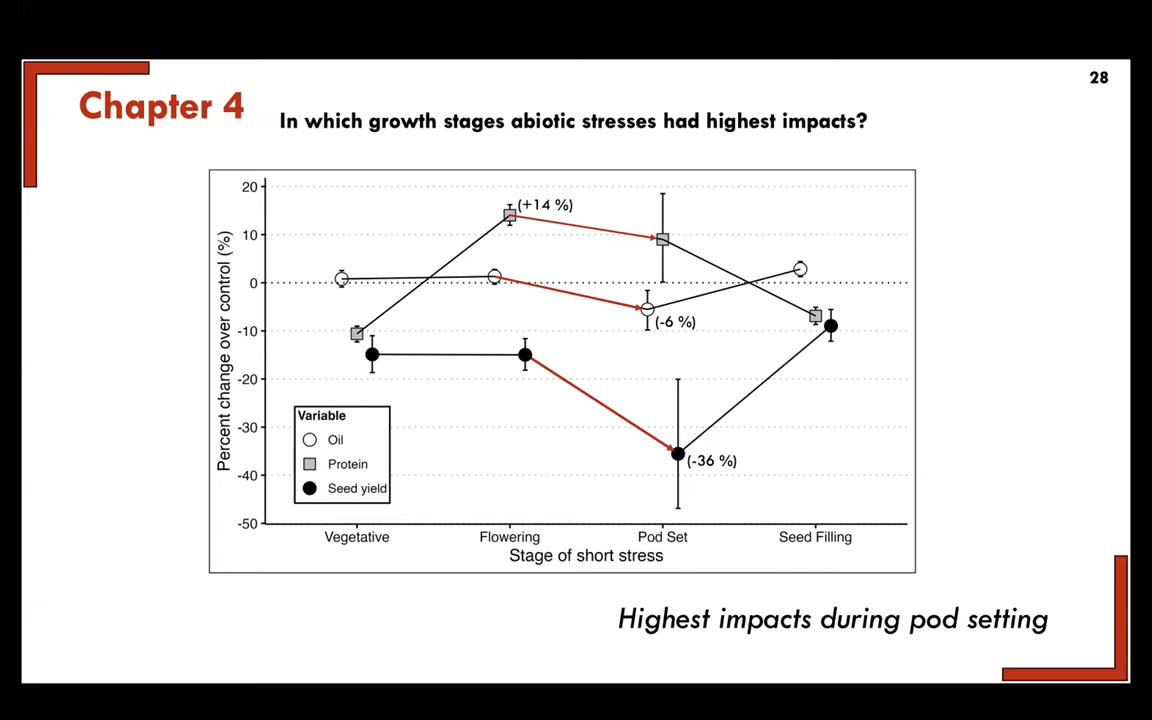 28
Chapter 4
In which growth stages abiotic stresses had highest impacts?
Percent change over control (%)
20
10
0
-10
-20
-30
-40
-50
(+14 %)
(-6 %)
(-36 %)
Variable
Oil
Protein
Seed yield
Vegetative Flowering Pod Set Seed Filling
Stage of short stress
Highest impacts during pod setting